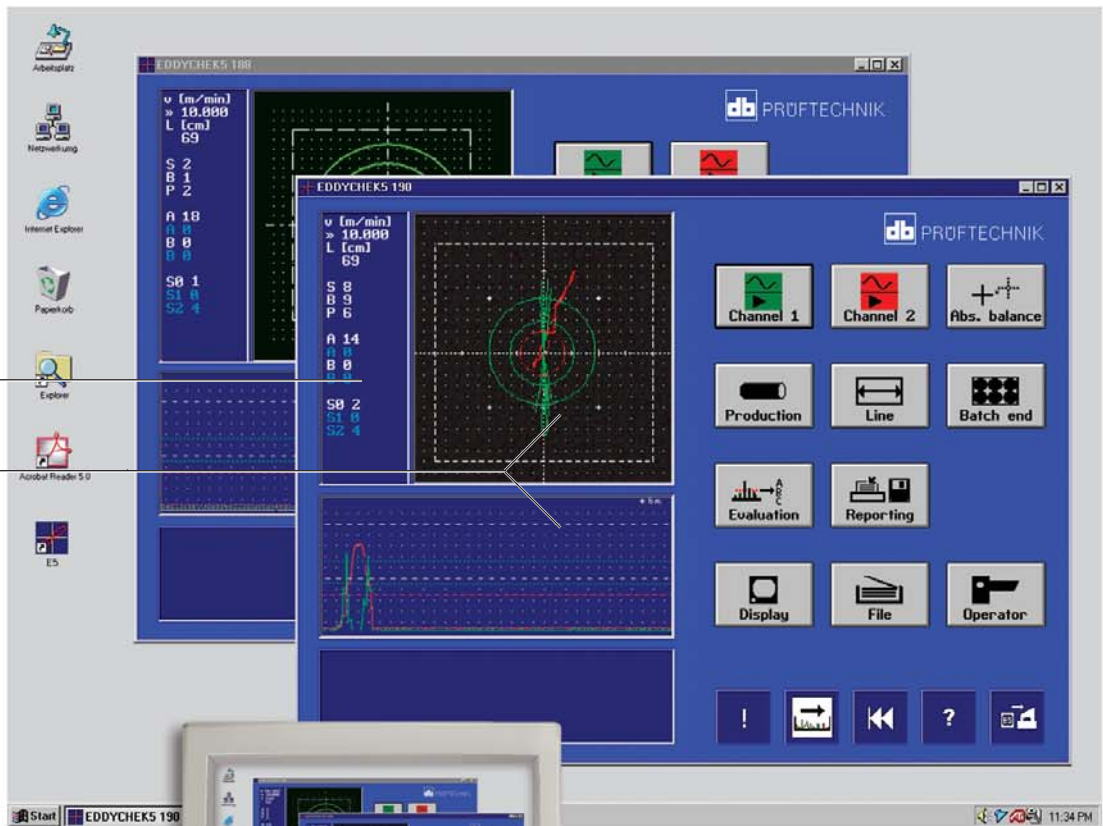 Arbeitsplatz
Netzwerkumg.
Internet Explorer
Papierkorb
Explorer
Acrobat Reader 5.0
E5
EDDYCHEK5 188
v [m/min]
» 10.000
L [cm]
69
S 2
B 1
P 2
A 18
A 0
B 0
B 0
S0 1
S1 0
S2 4
db PRÜFTECHNIK
EDDYCHEK5 190
v [m/min]
» 10.000
L [cm]
69
S 8
B 9
P 6
A 14
A 0
B 0
B 0
S0 2
S1 0
S2 4
db PRÜFTECHNIK
Channel 1
Channel 2
Abs. balance
Production
Line
Batch end
A
B
C
Evaluation
Reporting
Display
File
Operator
!
?
Start
EDDYCHEK5 190
11:34 PM